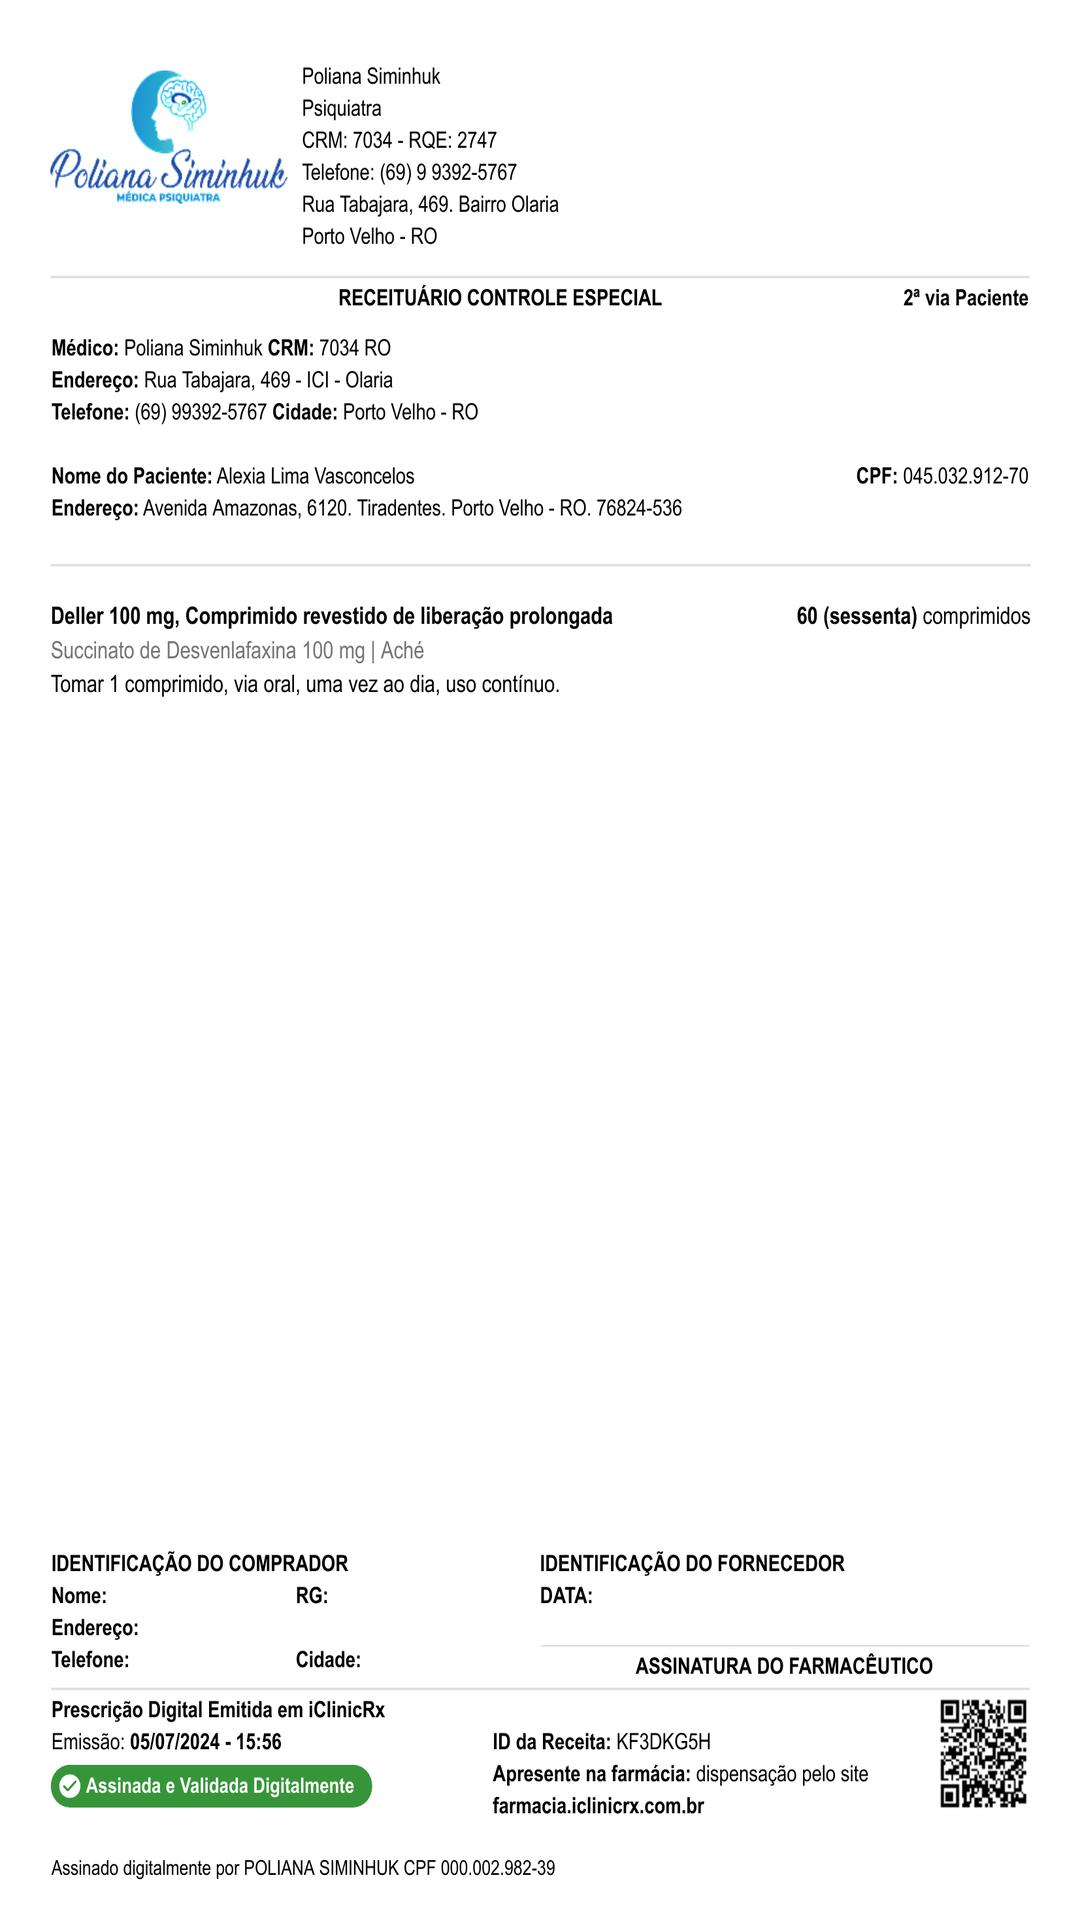 Poliana Siminhuk
MÉDICA PSIQUIATRA
Poliana Siminhuk
Psiquiatra
CRM: 7034 - RQE: 2747
Telefone: (69) 9 9392-5767
Rua Tabajara, 469. Bairro Olaria
Porto Velho - RO
RECEITUÁRIO CONTROLE ESPECIAL 2ª via Paciente
Médico: Poliana Siminhuk CRM: 7034 RO
Endereço: Rua Tabajara, 469 - ICI - Olaria
Telefone: (69) 99392-5767 Cidade: Porto Velho - RO
Nome do Paciente: Alexia Lima Vasconcelos CPF: 045.032.912-70
Endereço: Avenida Amazonas, 6120. Tiradentes. Porto Velho - RO. 76824-536
Deller 100 mg, Comprimido revestido de liberação prolongada 60 (sessenta) comprimidos
Succinato de Desvenlafaxina 100 mg | Aché
Tomar 1 comprimido, via oral, uma vez ao dia, uso contínuo.
IDENTIFICAÇÃO DO COMPRADOR
Nome: RG:
Endereço:
Telefone: Cidade:
IDENTIFICAÇÃO DO FORNECEDOR
DATA:
ASSINATURA DO FARMACÊUTICO
Prescrição Digital Emitida em iClinicRx
Emissão: 05/07/2024 - 15:56
Assinada e Validada Digitalmente
ID da Receita: KF3DKG5H
Apresente na farmácia: dispensação pelo site
farmacia.iclinicrx.com.br
Assinado digitalmente por POLIANA SIMINHUK CPF 000.002.982-39